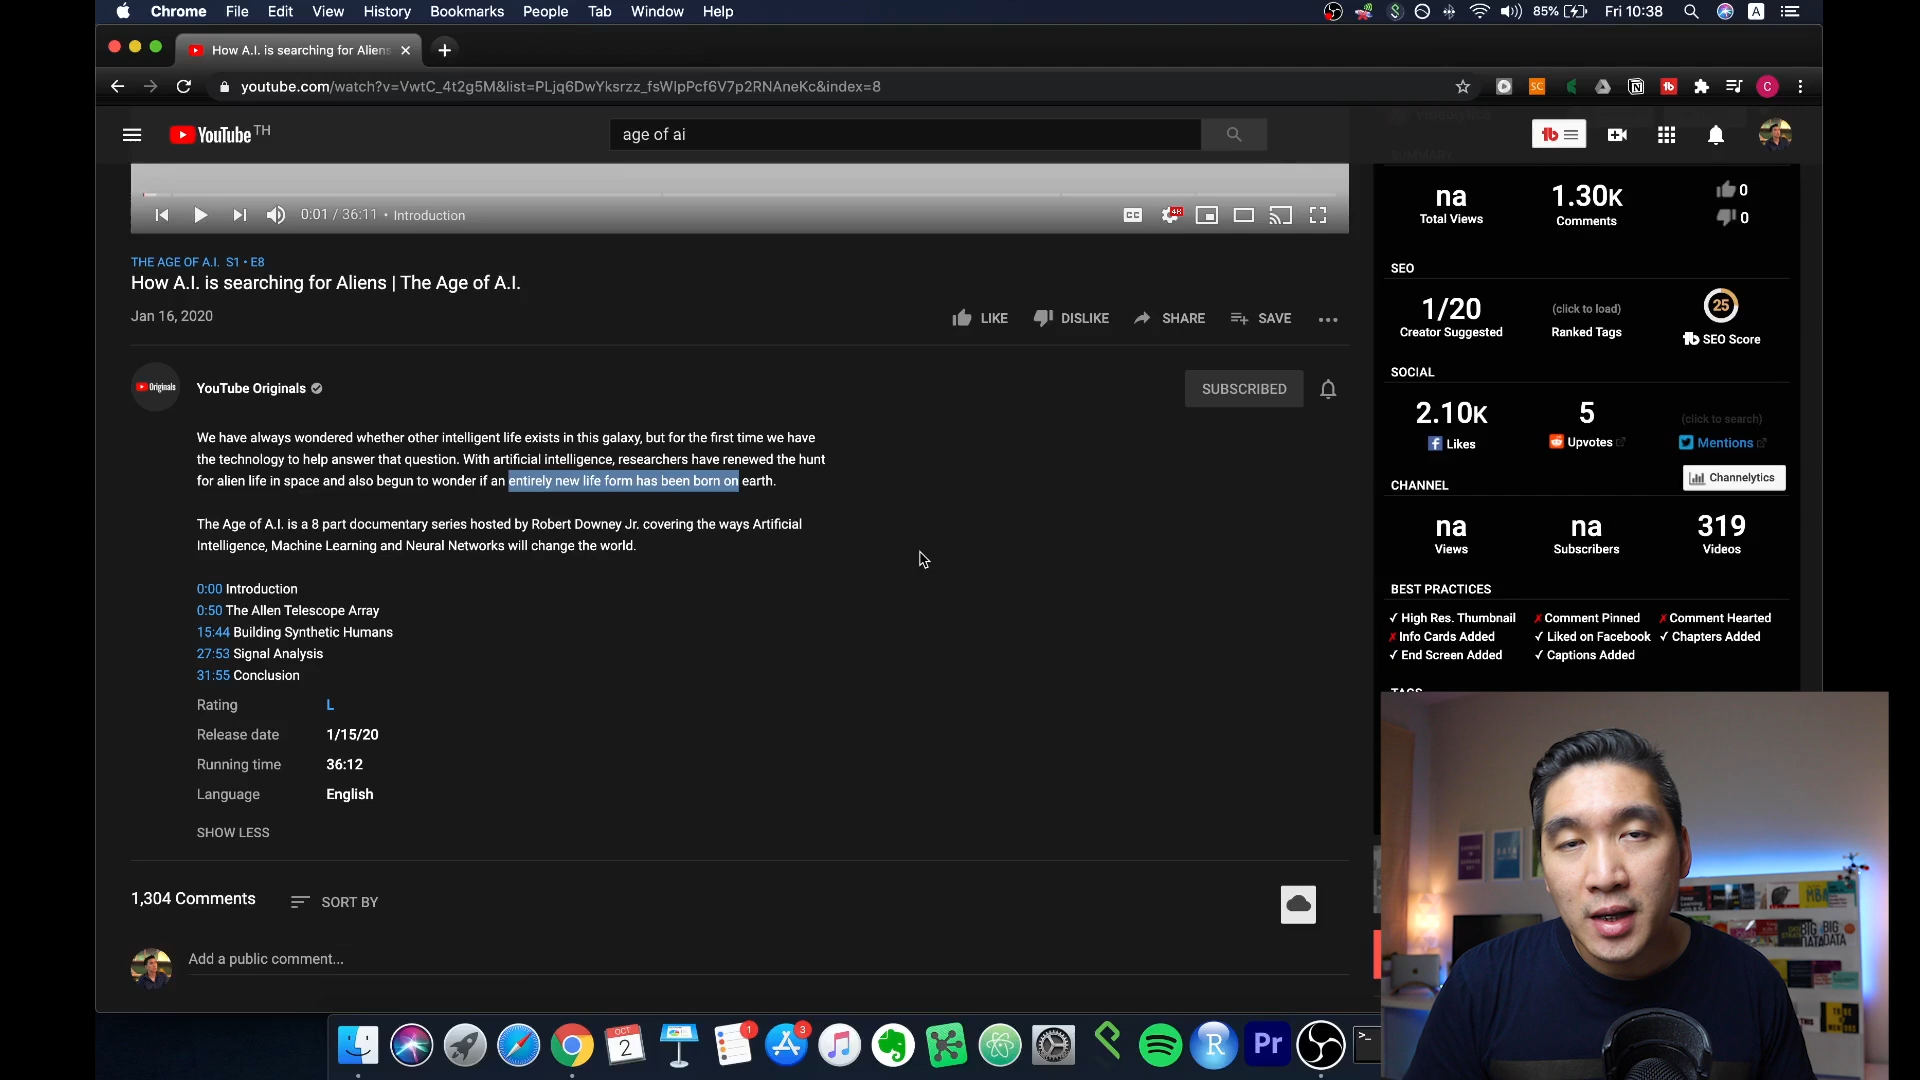 Chrome File Edit View History Bookmarks People Tab Window Help
85% Fri 10:38 A
How A.I. is searching for Aliens
youtube.com/watch?v=VwtC_4t2g5M&list=PLjq6DwYksrzz_fsWIpPcf6V7p2RNAneKc&index=8
YouTube TH
age of ai
0:01 / 36:11 • Introduction
THE AGE OF A.I. S1 • E8
How A.I. is searching for Aliens | The Age of A.I.
Jan 16, 2020
LIKE DISLIKE SHARE SAVE
Originals
YouTube Originals
SUBSCRIBED
We have always wondered whether other intelligent life exists in this galaxy, but for the first time we have
the technology to help answer that question. With artificial intelligence, researchers have renewed the hunt
for alien life in space and also begun to wonder if an entirely new life form has been born on earth.
The Age of A.I. is a 8 part documentary series hosted by Robert Downey Jr. covering the ways Artificial
Intelligence, Machine Learning and Neural Networks will change the world.
0:00 Introduction
0:50 The Allen Telescope Array
15:44 Building Synthetic Humans
27:53 Signal Analysis
31:55 Conclusion
Rating L
Release date 1/15/20
Running time 36:12
Language English
SHOW LESS
1,304 Comments SORT BY
Add a public comment...
SUMMARY
na 1.30K 0
Total Views Comments 0
SEO
1/20 (click to load) 25
Creator Suggested Ranked Tags SEO Score
SOCIAL
2.10K 5 (click to search)
Likes Upvotes Mentions
Channelytics
CHANNEL
na na 319
Views Subscribers Videos
BEST PRACTICES
✓ High Res. Thumbnail ✗ Comment Pinned ✗ Comment Hearted
✗ Info Cards Added ✓ Liked on Facebook ✓ Chapters Added
✓ End Screen Added ✓ Captions Added
TAGS
BIG DATA
OCT
2
1
3
R
Pr